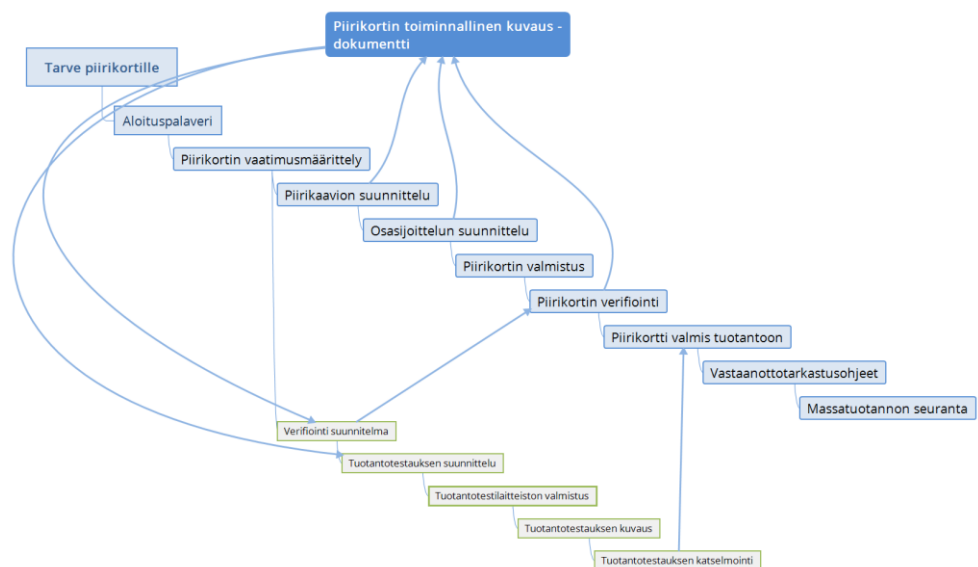 Piirikortin toiminnallinen kuvaus -
dokumentti
Tarve piirikortille
Aloituspalaveri
Piirikortin vaatimusmäärittely
Piirikaavion suunnittelu
Osasijoittelun suunnittelu
Piirikortin valmistus
Piirikortin verifiointi
Piirikortti valmis tuotantoon
Vastaanottotarkastusohjeet
Massatuotannon seuranta
Verifiointi suunnitelma
Tuotantotestauksen suunnittelu
Tuotantotestilaitteiston valmistus
Tuotantotestauksen kuvaus
Tuotantotestauksen katselmointi